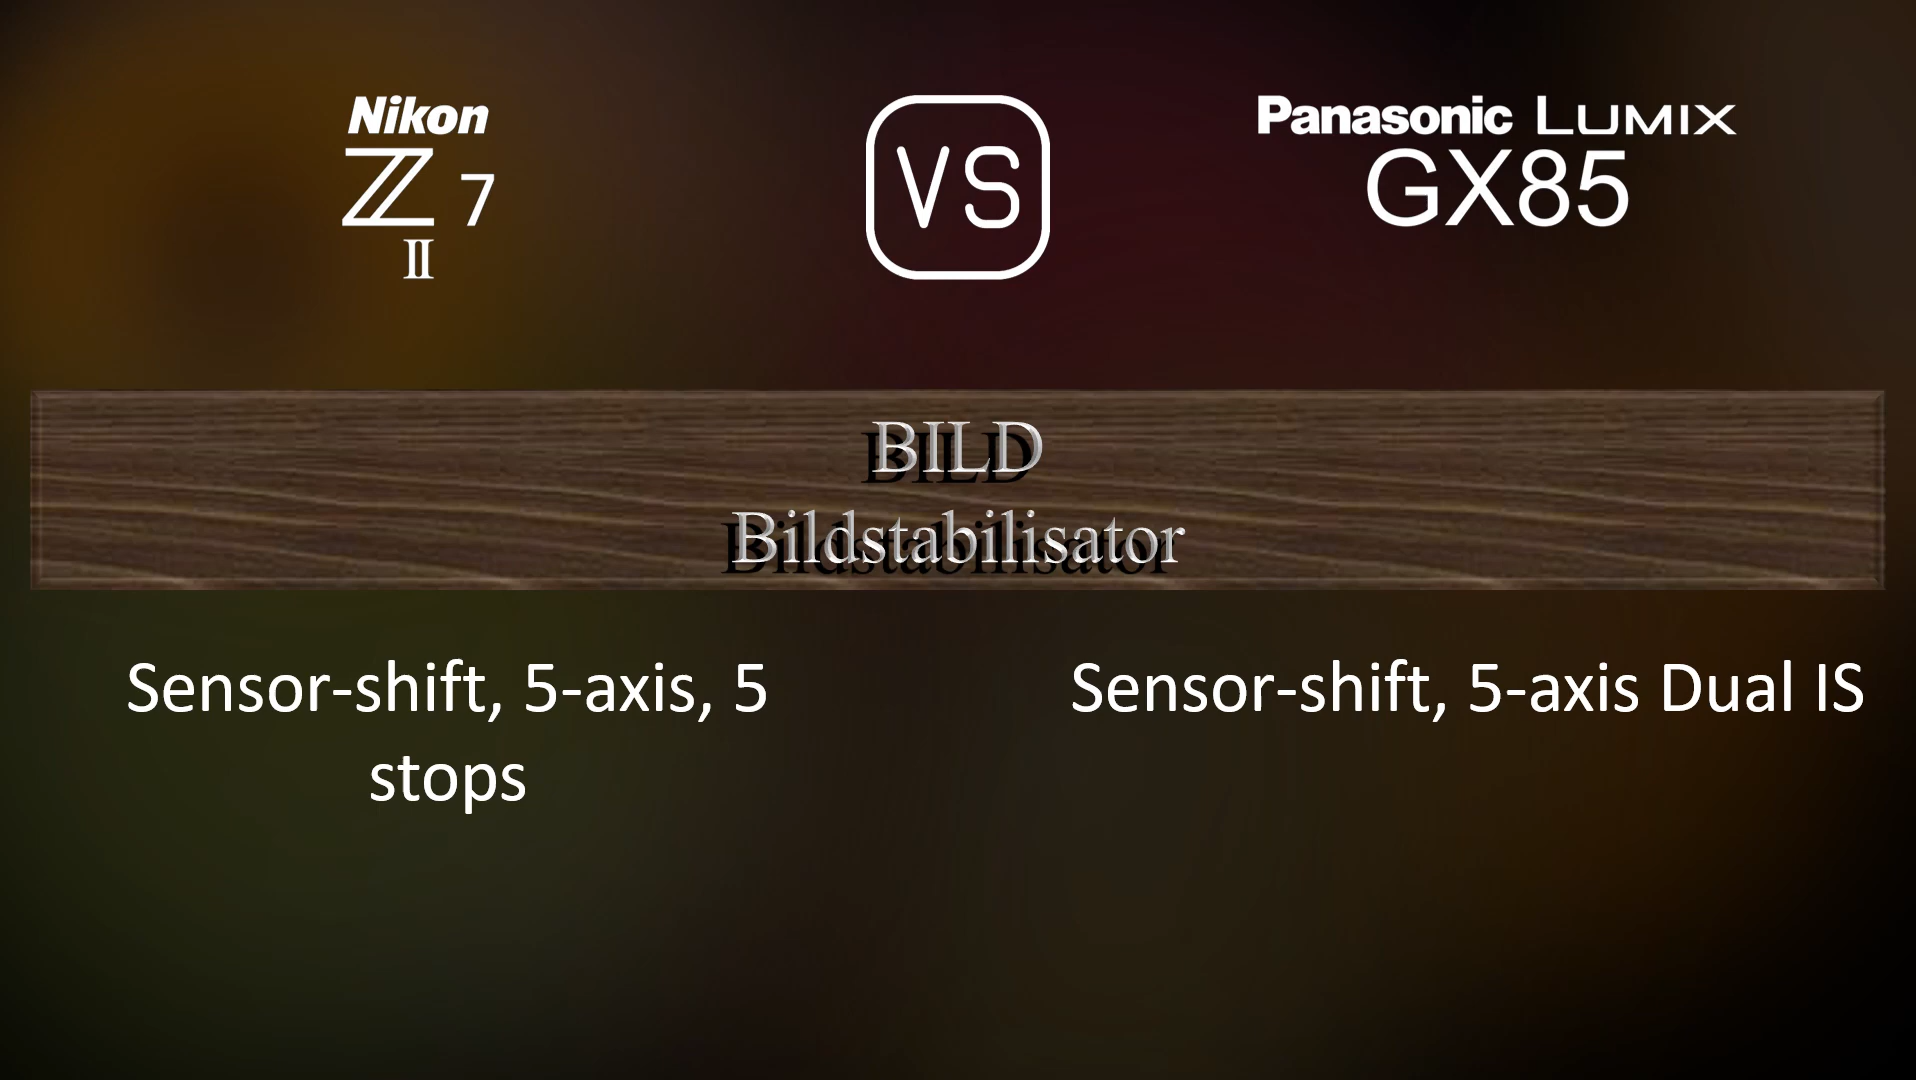 Nikon
Z 7
II
VS
Panasonic LUMIX
GX85
BILD
Bildstabilisator
Sensor-shift, 5-axis, 5
stops
Sensor-shift, 5-axis Dual IS